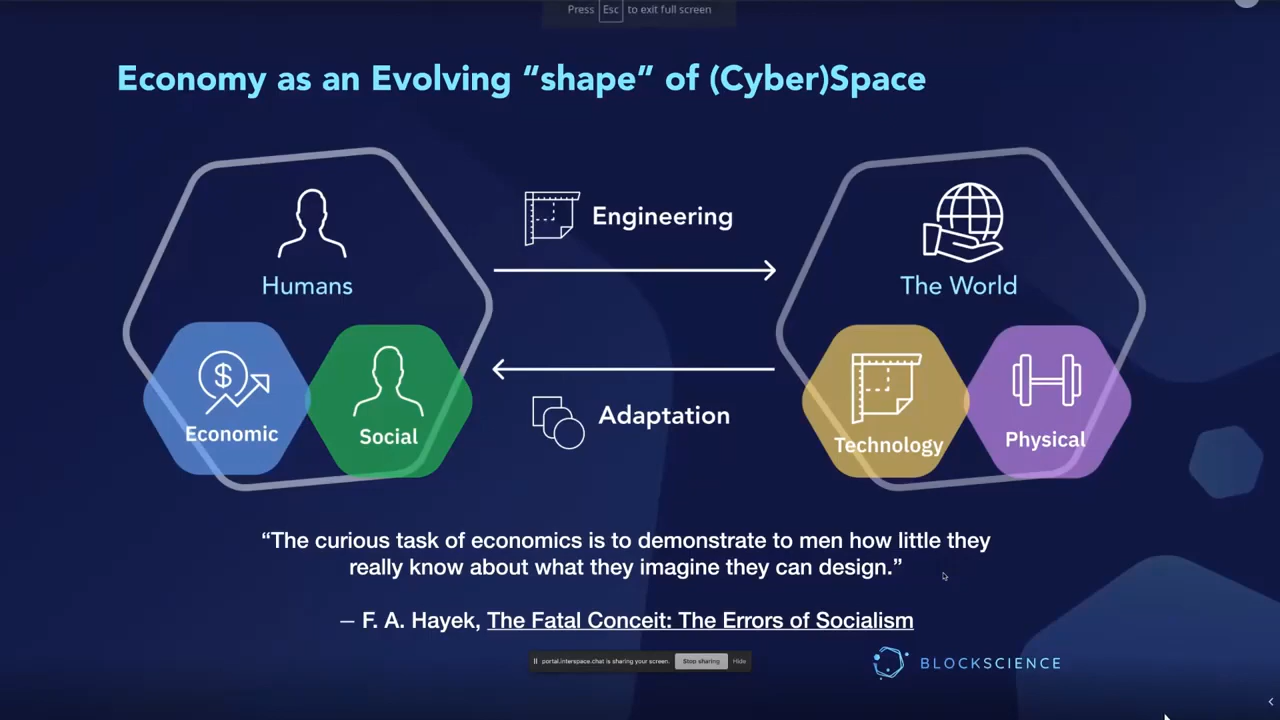 Press Esc to exit full screen
Economy as an Evolving “shape” of (Cyber)Space
Engineering
Humans
The World
Adaptation
Economic
Social
Technology
Physical
“The curious task of economics is to demonstrate to men how little they
really know about what they imagine they can design.”
— F. A. Hayek, The Fatal Conceit: The Errors of Socialism
portal.interspace.chat is sharing your screen. Stop sharing Hide
BLOCKSCIENCE